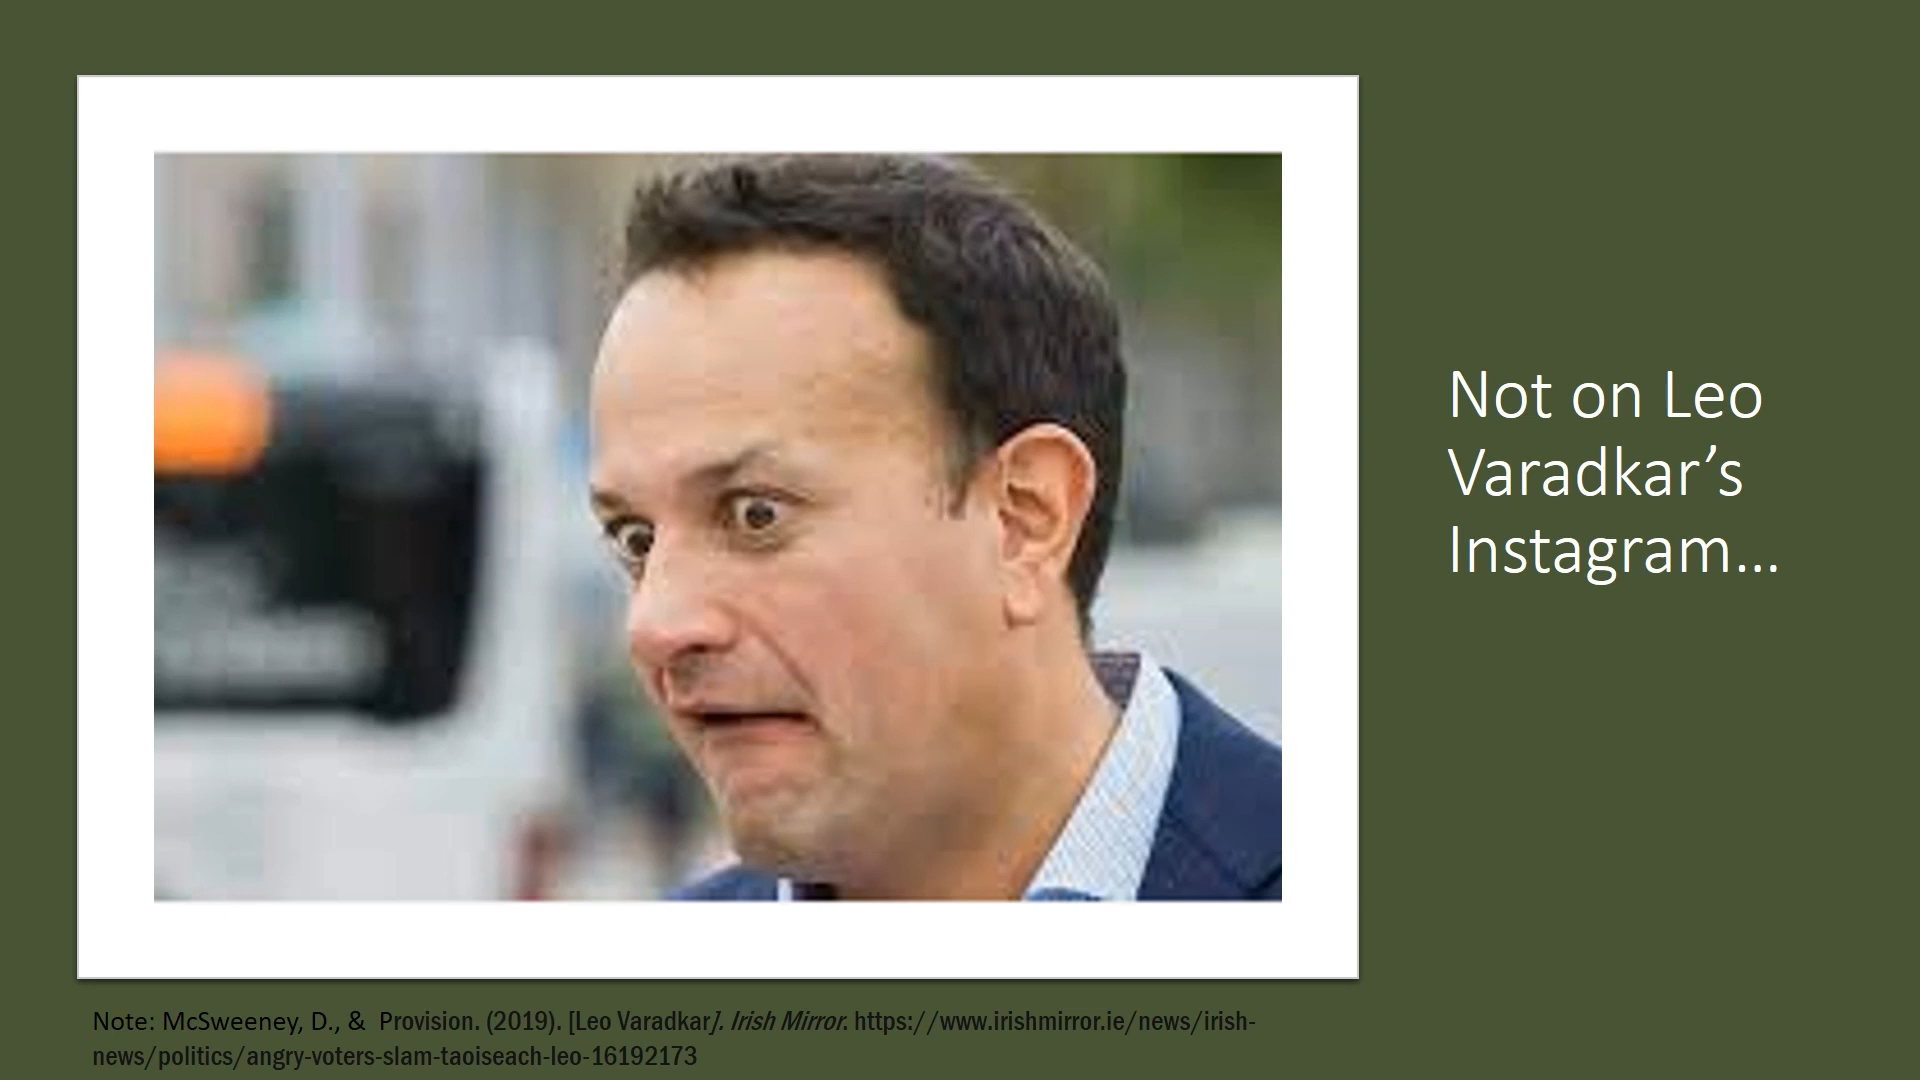 Not on Leo
Varadkar’s
Instagram…
Note: McSweeney, D., &  Provision. (2019). [Leo Varadkar]. Irish Mirror. https://www.irishmirror.ie/news/irish-
news/politics/angry-voters-slam-taoiseach-leo-16192173